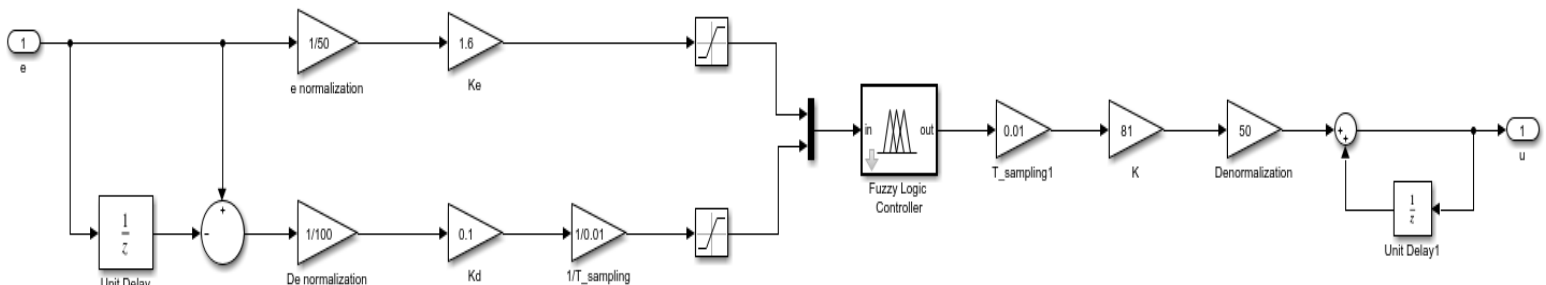 1
e
1/50
e normalization
1.6
Ke
1
z
Unit Delay
+
-
1/100
De normalization
0.1
Kd
1/0.01
1/T_sampling
in
out
Fuzzy Logic
Controller
0.01
T_sampling1
81
K
50
Denormalization
+
+
1
z
Unit Delay1
1
u